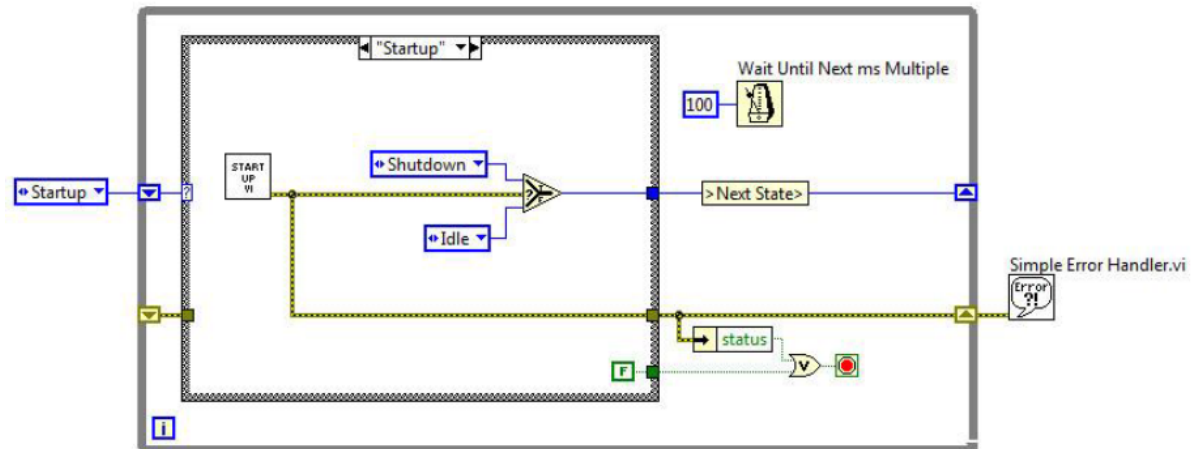 "Startup"
Wait Until Next ms Multiple
100
START
UP
VI
Shutdown
Startup
?
?
T
F
>Next State>
Idle
Simple Error Handler.vi
Error
?!
status
F
V
i